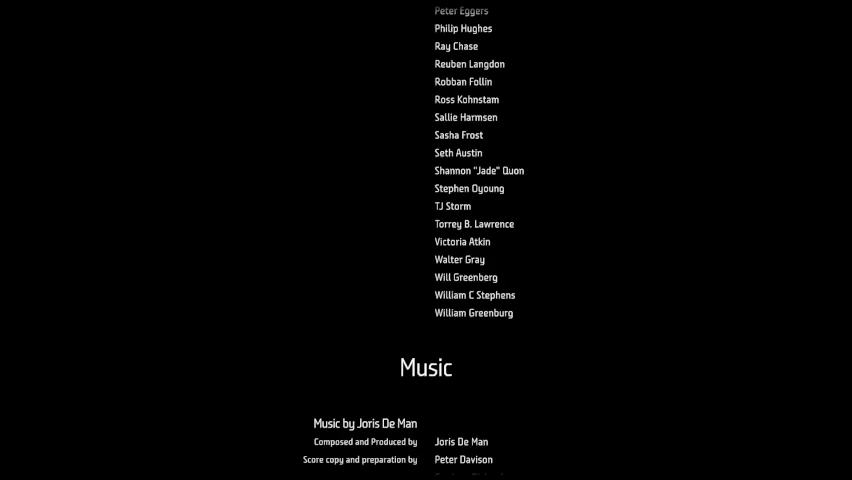 Peter Eggers
Philip Hughes
Ray Chase
Reuben Langdon
Robban Follin
Ross Kohnstam
Sallie Harmsen
Sasha Frost
Seth Austin
Shannon "Jade" Quon
Stephen Oyoung
TJ Storm
Torrey B. Lawrence
Victoria Atkin
Walter Gray
Will Greenberg
William C Stephens
William Greenburg
Music
Music by Joris De Man
Composed and Produced by Joris De Man
Score copy and preparation by Peter Davison